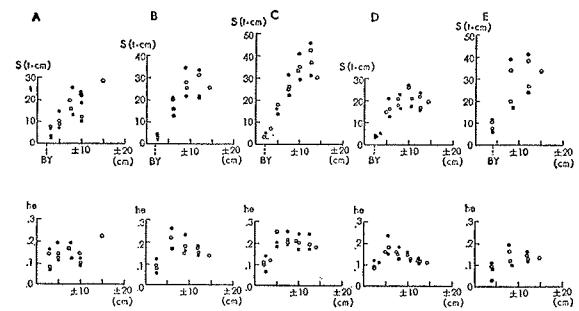 A B C D E
S (t·cm) S (t·cm) S (t·cm) S (t·cm) S (t·cm)
50 50
40 40 40 40
30 30 30 30 30
20 20 20 20 20
10 10 10 10 10
0 0 0 0 0
BY ±10 ±20 (cm) BY ±10 ±20 (cm) BY ±10 ±20 (cm) BY ±10 ±20 (cm) BY ±10 ±20 (cm)
he he he he he
.3 .3 .3 .3 .3
.2 .2 .2 .2 .2
.1 .1 .1 .1 .1
.0 .0 .0 .0 .0
±10 ±20 (cm) ±10 ±20 (cm) ±10 ±20 (cm) ±10 ±20 (cm) ±10 ±20 (cm)